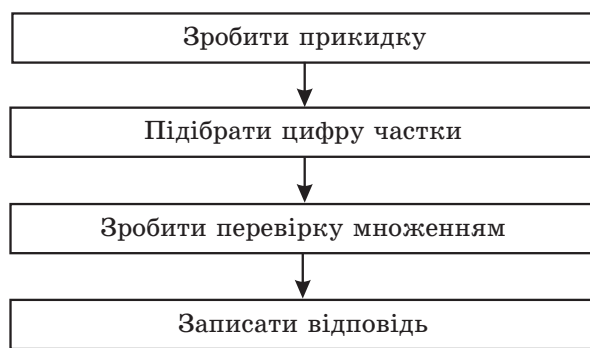 Зробити прикидку
Підібрати цифру частки
Зробити перевірку множенням
Записати відповідь